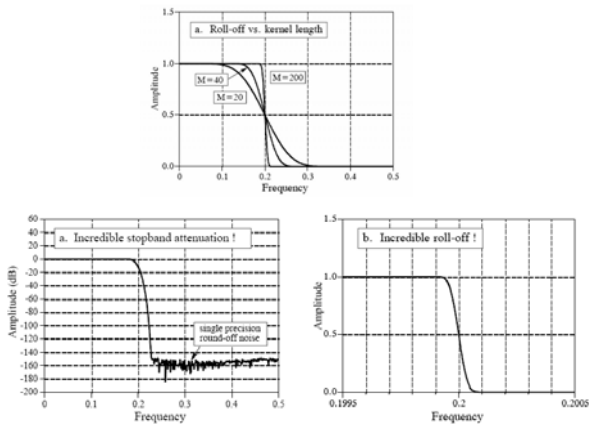 a. Roll-off vs. kernel length
1.5
1.0
0.5
0.0
Amplitude
M=40
M=20
M=200
0 0.1 0.2 0.3 0.4 0.5
Frequency
a. Incredible stopband attenuation !
60
40
20
0
-20
-40
-60
-80
-100
-120
-140
-160
-180
-200
Amplitude (dB)
single precision
round-off noise
0 0.1 0.2 0.3 0.4 0.5
Frequency
b. Incredible roll-off !
1.5
1.0
0.5
0.0
Amplitude
0.1995 0.2 0.2005
Frequency